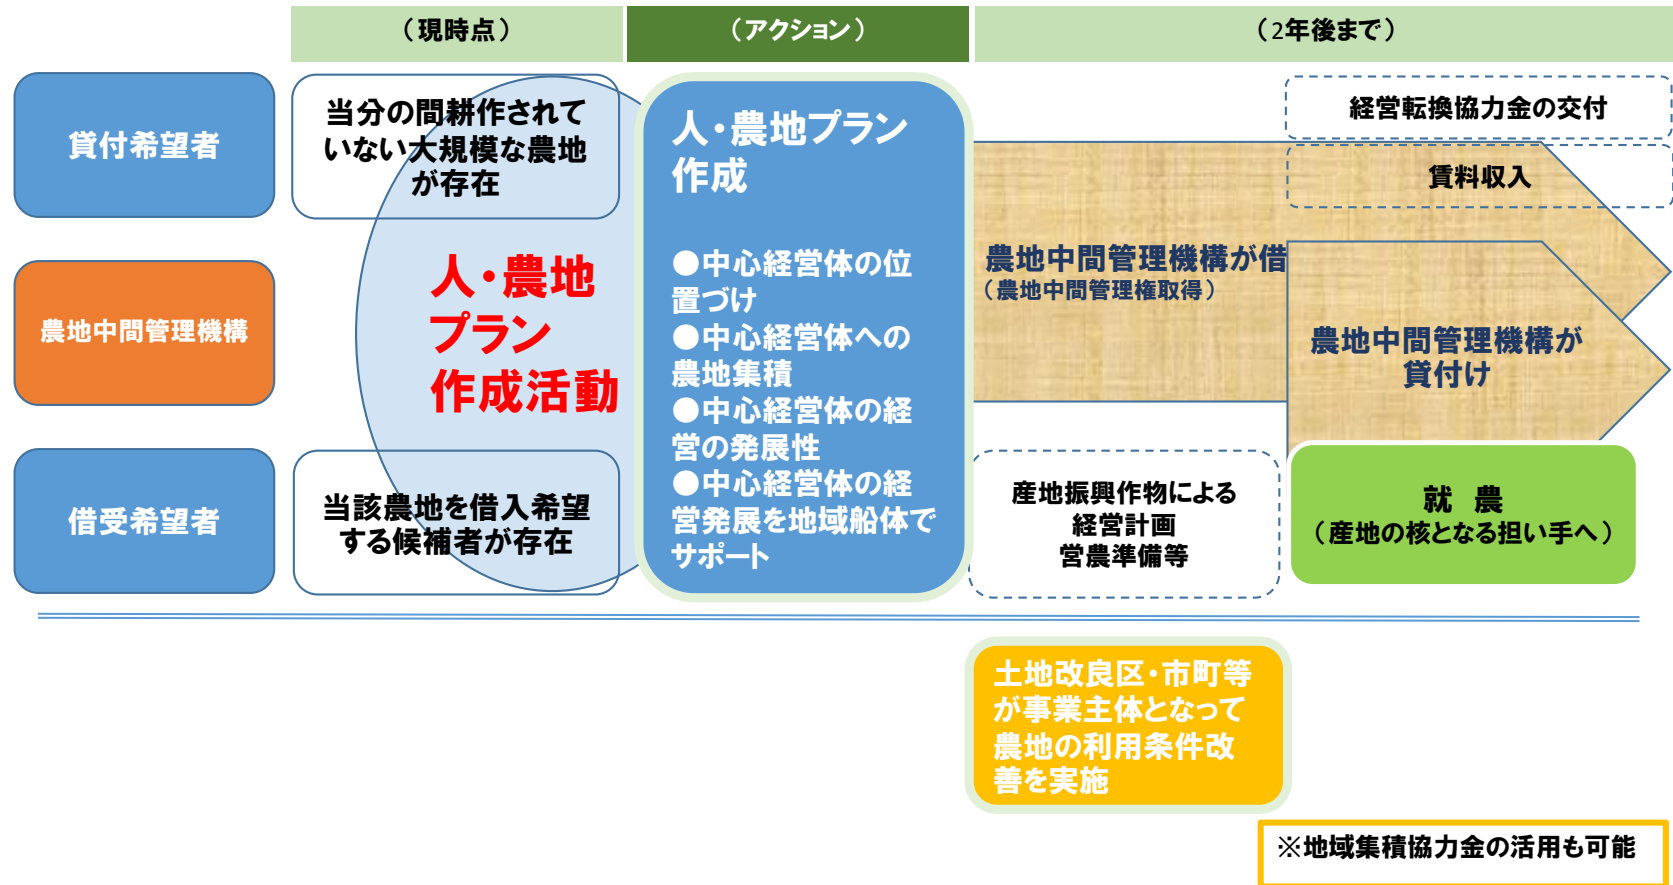 （現時点）
（アクション）
（2年後まで）
貸付希望者
当分の間耕作されて
いない大規模な農地
が存在
人・農地プラン
作成
●中心経営体の位
置づけ
●中心経営体への
農地集積
●中心経営体の経
営の発展性
●中心経営体の経
営発展を地域船体で
サポート
経営転換協力金の交付
賃料収入
農地中間管理機構
人・農地
プラン
作成活動
農地中間管理機構が借
（農地中間管理権取得）
農地中間管理機構が
貸付け
借受希望者
当該農地を借入希望
する候補者が存在
産地振興作物による
経営計画
営農準備等
就 農
（産地の核となる担い手へ）
土地改良区・市町等
が事業主体となって
農地の利用条件改
善を実施
※地域集積協力金の活用も可能